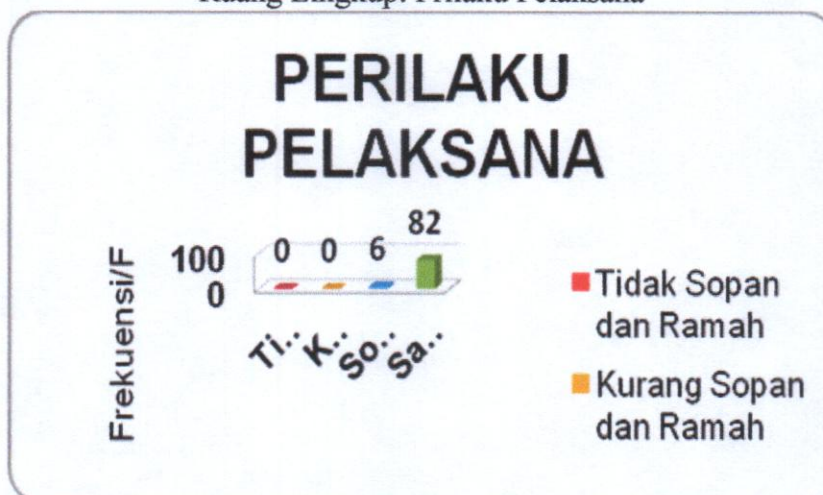 PERILAKU
PELAKSANA
Frekuensi/F
100
0
0 0 6 82
Ti.. K.. So.. Sa..
Tidak Sopan
dan Ramah
Kurang Sopan
dan Ramah